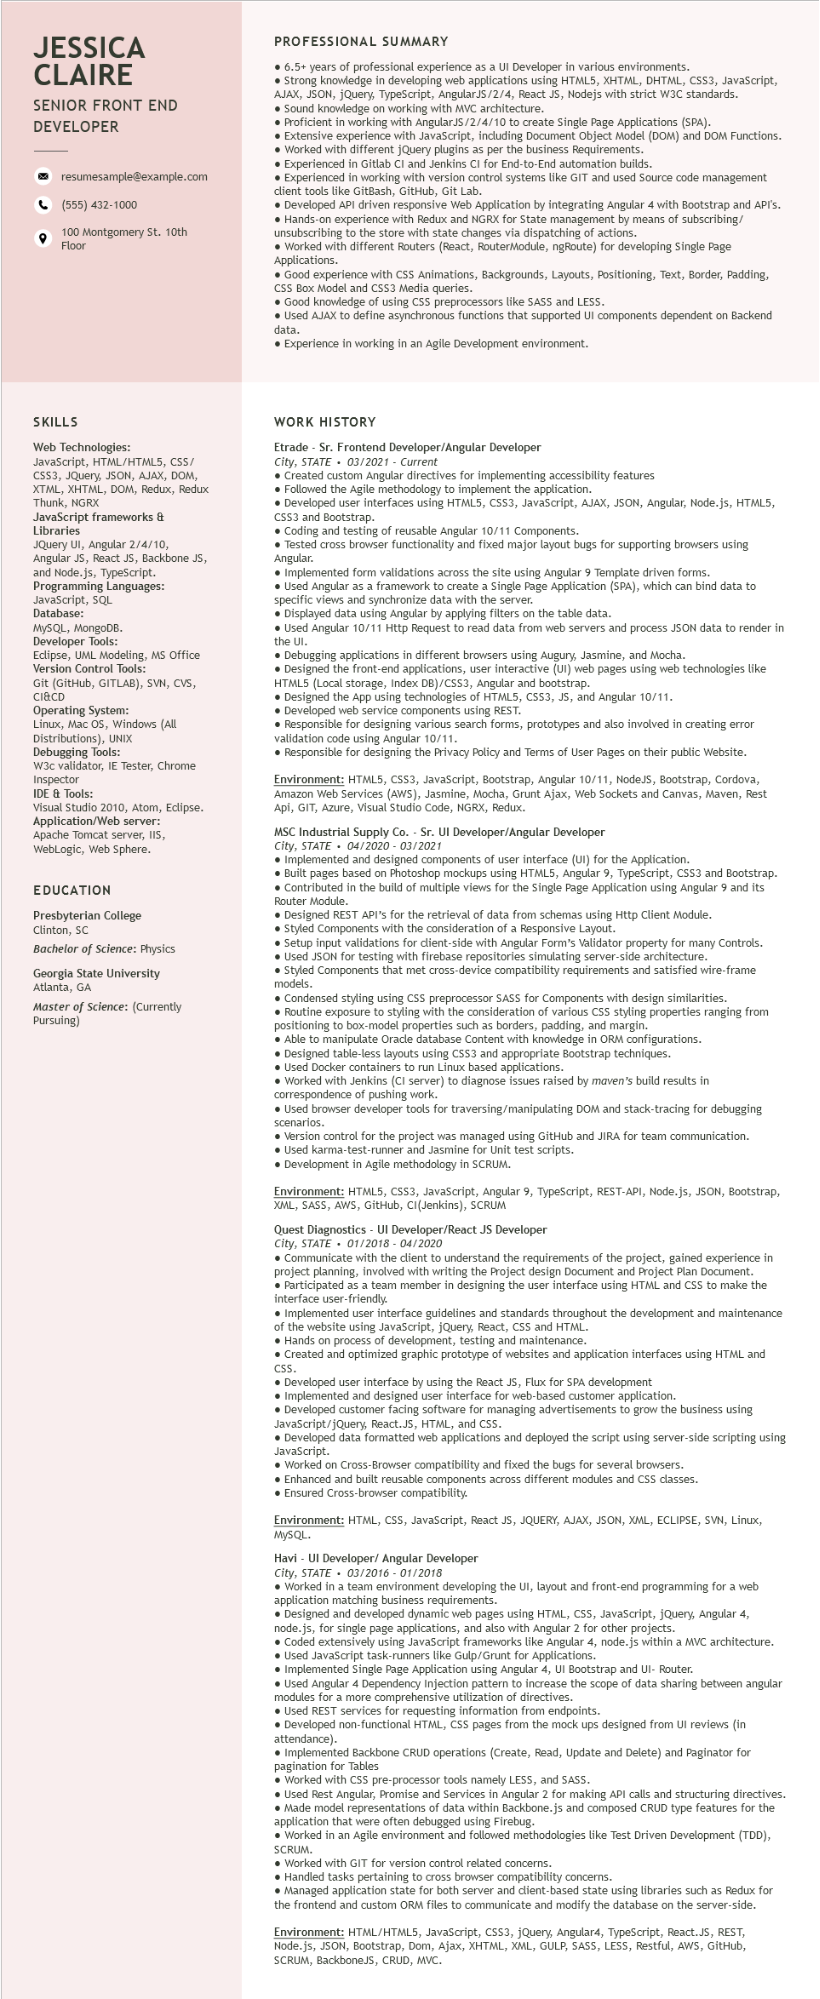 JESSICA
CLAIRE
SENIOR FRONT END
DEVELOPER
resumesample@example.com
(555) 432-1000
100 Montgomery St. 10th
Floor
PROFESSIONAL SUMMARY
● 6.5+ years of professional experience as a UI Developer in various environments.
● Strong knowledge in developing web applications using HTML5, XHTML, DHTML, CSS3, JavaScript,
AJAX, JSON, jQuery, TypeScript, AngularJS/2/4, React JS, Nodejs with strict W3C standards.
● Sound knowledge on working with MVC architecture.
● Proficient in working with AngularJS/2/4/10 to create Single Page Applications (SPA).
● Extensive experience with JavaScript, including Document Object Model (DOM) and DOM Functions.
● Worked with different jQuery plugins as per the business Requirements.
● Experienced in Gitlab CI and Jenkins CI for End-to-End automation builds.
● Experienced in working with version control systems like GIT and used Source code management
client tools like GitBash, GitHub, Git Lab.
● Developed API driven responsive Web Application by integrating Angular 4 with Bootstrap and API's.
● Hands-on experience with Redux and NGRX for State management by means of subscribing/
unsubscribing to the store with state changes via dispatching of actions.
● Worked with different Routers (React, RouterModule, ngRoute) for developing Single Page
Applications.
● Good experience with CSS Animations, Backgrounds, Layouts, Positioning, Text, Border, Padding,
CSS Box Model and CSS3 Media queries.
● Good knowledge of using CSS preprocessors like SASS and LESS.
● Used AJAX to define asynchronous functions that supported UI components dependent on Backend
data.
● Experience in working in an Agile Development environment.
SKILLS
Web Technologies:
JavaScript, HTML/HTML5, CSS/
CSS3, JQuery, JSON, AJAX, DOM,
XTML, XHTML, DOM, Redux, Redux
Thunk, NGRX
JavaScript frameworks &
Libraries
JQuery UI, Angular 2/4/10,
Angular JS, React JS, Backbone JS,
and Node.js, TypeScript.
Programming Languages:
JavaScript, SQL
Database:
MySQL, MongoDB.
Developer Tools:
Eclipse, UML Modeling, MS Office
Version Control Tools:
Git (GitHub, GITLAB), SVN, CVS,
CI&CD
Operating System:
Linux, Mac OS, Windows (All
Distributions), UNIX
Debugging Tools:
W3c validator, IE Tester, Chrome
Inspector
IDE & Tools:
Visual Studio 2010, Atom, Eclipse.
Application/Web server:
Apache Tomcat server, IIS,
WebLogic, Web Sphere.
EDUCATION
Presbyterian College
Clinton, SC
Bachelor of Science: Physics
Georgia State University
Atlanta, GA
Master of Science: (Currently
Pursuing)
WORK HISTORY
Etrade - Sr. Frontend Developer/Angular Developer
City, STATE • 03/2021 - Current
● Created custom Angular directives for implementing accessibility features
● Followed the Agile methodology to implement the application.
● Developed user interfaces using HTML5, CSS3, JavaScript, AJAX, JSON, Angular, Node.js, HTML5,
CSS3 and Bootstrap.
● Coding and testing of reusable Angular 10/11 Components.
● Tested cross browser functionality and fixed major layout bugs for supporting browsers using
Angular.
● Implemented form validations across the site using Angular 9 Template driven forms.
● Used Angular as a framework to create a Single Page Application (SPA), which can bind data to
specific views and synchronize data with the server.
● Displayed data using Angular by applying filters on the table data.
● Used Angular 10/11 Http Request to read data from web servers and process JSON data to render in
the UI.
● Debugging applications in different browsers using Augury, Jasmine, and Mocha.
● Designed the front-end applications, user interactive (UI) web pages using web technologies like
HTML5 (Local storage, Index DB)/CSS3, Angular and bootstrap.
● Designed the App using technologies of HTML5, CSS3, JS, and Angular 10/11.
● Developed web service components using REST.
● Responsible for designing various search forms, prototypes and also involved in creating error
validation code using Angular 10/11.
● Responsible for designing the Privacy Policy and Terms of User Pages on their public Website.
Environment: HTML5, CSS3, JavaScript, Bootstrap, Angular 10/11, NodeJS, Bootstrap, Cordova,
Amazon Web Services (AWS), Jasmine, Mocha, Grunt Ajax, Web Sockets and Canvas, Maven, Rest
Api, GIT, Azure, Visual Studio Code, NGRX, Redux.
MSC Industrial Supply Co. - Sr. UI Developer/Angular Developer
City, STATE • 04/2020 - 03/2021
● Implemented and designed components of user interface (UI) for the Application.
● Built pages based on Photoshop mockups using HTML5, Angular 9, TypeScript, CSS3 and Bootstrap.
● Contributed in the build of multiple views for the Single Page Application using Angular 9 and its
Router Module.
● Designed REST API's for the retrieval of data from schemas using Http Client Module.
● Styled Components with the consideration of a Responsive Layout.
● Setup input validations for client-side with Angular Form's Validator property for many Controls.
● Used JSON for testing with firebase repositories simulating server-side architecture.
● Styled Components that met cross-device compatibility requirements and satisfied wire-frame
models.
● Condensed styling using CSS preprocessor SASS for Components with design similarities.
● Routine exposure to styling with the consideration of various CSS styling properties ranging from
positioning to box-model properties such as borders, padding, and margin.
● Able to manipulate Oracle database Content with knowledge in ORM configurations.
● Designed table-less layouts using CSS3 and appropriate Bootstrap techniques.
● Used Docker containers to run Linux based applications.
● Worked with Jenkins (CI server) to diagnose issues raised by maven's build results in
correspondence of pushing work.
● Used browser developer tools for traversing/manipulating DOM and stack-tracing for debugging
scenarios.
● Version control for the project was managed using GitHub and JIRA for team communication.
● Used karma-test-runner and Jasmine for Unit test scripts.
● Development in Agile methodology in SCRUM.
Environment: HTML5, CSS3, JavaScript, Angular 9, TypeScript, REST-API, Node.js, JSON, Bootstrap,
XML, SASS, AWS, GitHub, CI(Jenkins), SCRUM
Quest Diagnostics - UI Developer/React JS Developer
City, STATE • 01/2018 - 04/2020
● Communicate with the client to understand the requirements of the project, gained experience in
project planning, involved with writing the Project design Document and Project Plan Document.
● Participated as a team member in designing the user interface using HTML and CSS to make the
interface user-friendly.
● Implemented user interface guidelines and standards throughout the development and maintenance
of the website using JavaScript, jQuery, React, CSS and HTML.
● Hands on process of development, testing and maintenance.
● Created and optimized graphic prototype of websites and application interfaces using HTML and
CSS.
● Developed user interface by using the React JS, Flux for SPA development
● Implemented and designed user interface for web-based customer application.
● Developed customer facing software for managing advertisements to grow the business using
JavaScript/jQuery, React.JS, HTML, and CSS.
● Developed data formatted web applications and deployed the script using server-side scripting using
JavaScript.
● Worked on Cross-Browser compatibility and fixed the bugs for several browsers.
● Enhanced and built reusable components across different modules and CSS classes.
● Ensured Cross-browser compatibility.
Environment: HTML, CSS, JavaScript, React JS, JQUERY, AJAX, JSON, XML, ECLIPSE, SVN, Linux,
MySQL.
Havi - UI Developer/ Angular Developer
City, STATE • 03/2016 - 01/2018
● Worked in a team environment developing the UI, layout and front-end programming for a web
application matching business requirements.
● Designed and developed dynamic web pages using HTML, CSS, JavaScript, jQuery, Angular 4,
node.js, for single page applications, and also with Angular 2 for other projects.
● Coded extensively using JavaScript frameworks like Angular 4, node.js within a MVC architecture.
● Used JavaScript task-runners like Gulp/Grunt for Applications.
● Implemented Single Page Application using Angular 4, UI Bootstrap and UI- Router.
● Used Angular 4 Dependency Injection pattern to increase the scope of data sharing between angular
modules for a more comprehensive utilization of directives.
● Used REST services for requesting information from endpoints.
● Developed non-functional HTML, CSS pages from the mock ups designed from UI reviews (in
attendance).
● Implemented Backbone CRUD operations (Create, Read, Update and Delete) and Paginator for
pagination for Tables
● Worked with CSS pre-processor tools namely LESS, and SASS.
● Used Rest Angular, Promise and Services in Angular 2 for making API calls and structuring directives.
● Made model representations of data within Backbone.js and composed CRUD type features for the
application that were often debugged using Firebug.
● Worked in an Agile environment and followed methodologies like Test Driven Development (TDD),
SCRUM.
● Worked with GIT for version control related concerns.
● Handled tasks pertaining to cross browser compatibility concerns.
● Managed application state for both server and client-based state using libraries such as Redux for
the frontend and custom ORM files to communicate and modify the database on the server-side.
Environment: HTML/HTML5, JavaScript, CSS3, jQuery, Angular4, TypeScript, React.JS, REST,
Node.js, JSON, Bootstrap, Dom, Ajax, XHTML, XML, GULP, SASS, LESS, Restful, AWS, GitHub,
SCRUM, BackboneJS, CRUD, MVC.